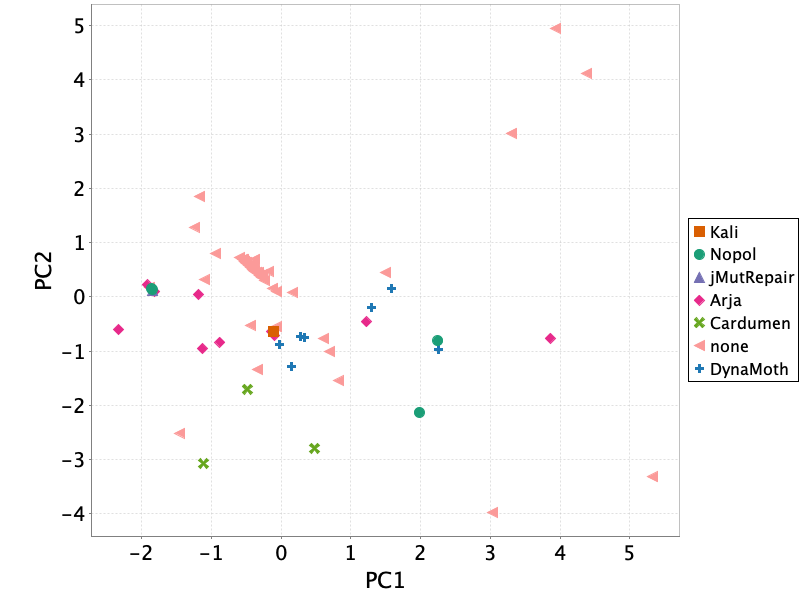 5
4
3
2
1
0
−1
−2
−3
−4
PC2
−2 −1 0 1 2 3 4 5
PC1
Kali
Nopol
jMutRepair
Arja
Cardumen
none
DynaMoth